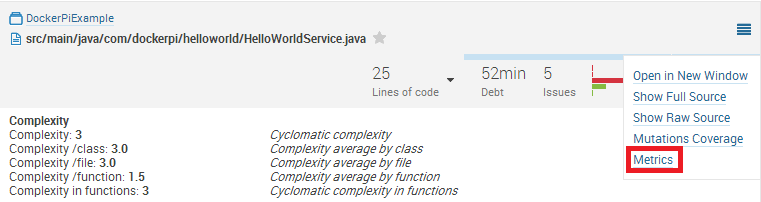 DockerPiExample
src/main/java/com/dockerpi/helloworld/HelloWorldService.java
25 52min 5
Lines of code Debt Issues
Open in New Window
Show Full Source
Show Raw Source
Mutations Coverage
Metrics
Complexity
Complexity: 3 Cyclomatic complexity
Complexity /class: 3.0 Complexity average by class
Complexity /file: 3.0 Complexity average by file
Complexity /function: 1.5 Complexity average by function
Complexity in functions: 3 Cyclomatic complexity in functions